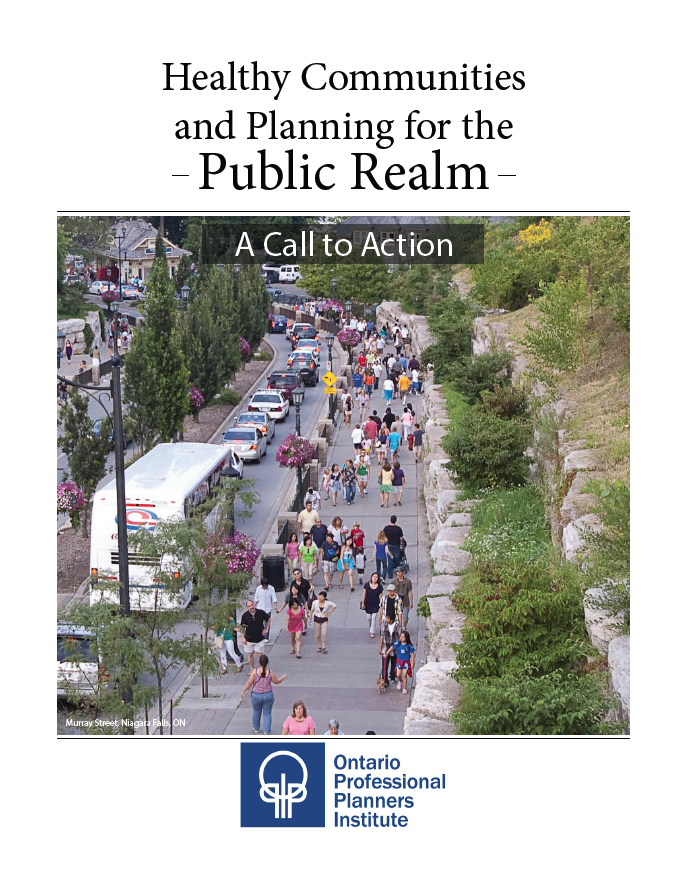 Healthy Communities
and Planning for the
– Public Realm –
A Call to Action
Murray Street, Niagara Falls, ON
Ontario
Professional
Planners
Institute